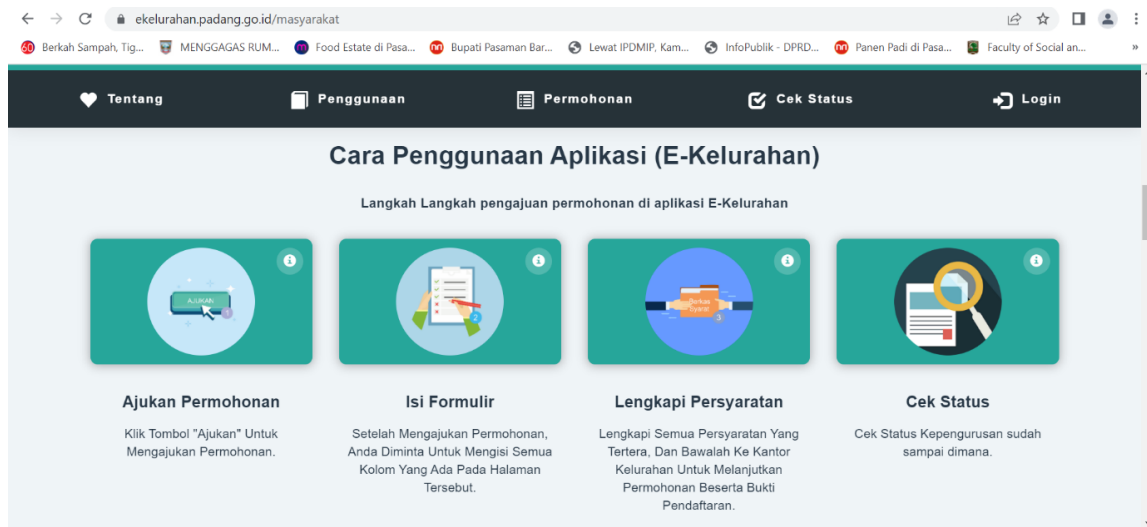 ekelurahan.padang.go.id/masyarakat
Berkah Sampah, Tig... MENGGAGAS RUM... Food Estate di Pasa... Bupati Pasaman Bar... Lewat IPDMIP, Kam... InfoPublik - DPRD... Panen Padi di Pasa... Faculty of Social an... »
Tentang Penggunaan Permohonan Cek Status Login
Cara Penggunaan Aplikasi (E-Kelurahan)
Langkah Langkah pengajuan permohonan di aplikasi E-Kelurahan
AJUKAN
1
2
Berkas
Syarat
3
Ajukan Permohonan
Klik Tombol "Ajukan" Untuk
Mengajukan Permohonan.
Isi Formulir
Setelah Mengajukan Permohonan,
Anda Diminta Untuk Mengisi Semua
Kolom Yang Ada Pada Halaman
Tersebut.
Lengkapi Persyaratan
Lengkapi Semua Persyaratan Yang
Tertera, Dan Bawalah Ke Kantor
Kelurahan Untuk Melanjutkan
Permohonan Beserta Bukti
Pendaftaran.
Cek Status
Cek Status Kepengurusan sudah
sampai dimana.